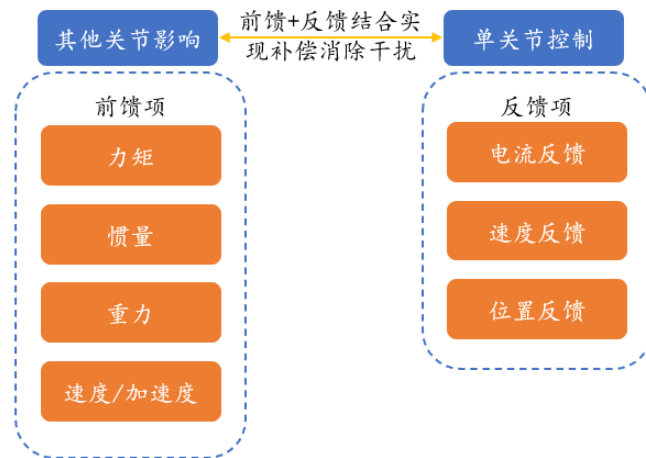 其他关节影响
前馈+反馈结合实
现补偿消除干扰
单关节控制
前馈项
力矩
惯量
重力
速度/加速度
反馈项
电流反馈
速度反馈
位置反馈